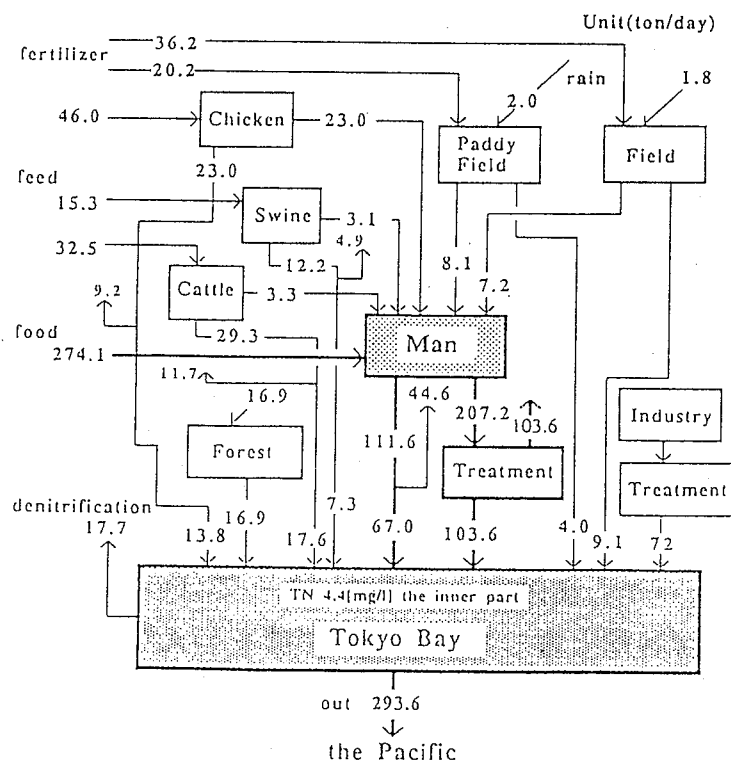 Unit(ton/day)
36.2
fertilizer
20.2
rain
1.8
2.0
46.0
Chicken
23.0
Paddy
Field
Field
23.0
feed
15.3
Swine
3.1
4.9
32.5
12.2
8.1
7.2
Cattle
3.3
9.2
food
29.3
Man
274.1
11.7
44.6
16.9
207.2
103.6
Industry
111.6
Forest
Treatment
Treatment
denitrification
17.7
16.9
7.3
13.8
17.6
67.0
103.6
4.0
9.1
72
TN 4.4[mg/l] the inner part
Tokyo Bay
out 293.6
the Pacific